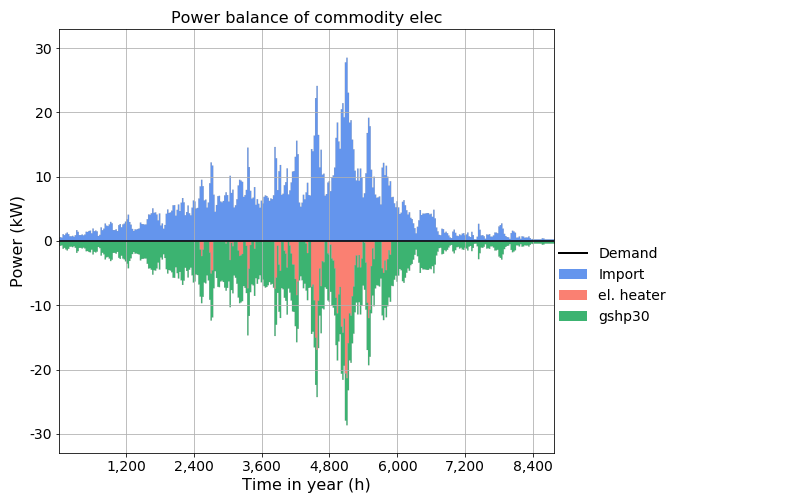 Power balance of commodity elec
Power (kW)
30
20
10
0
-10
-20
-30
1,200 2,400 3,600 4,800 6,000 7,200 8,400
Time in year (h)
Demand
Import
el. heater
gshp30